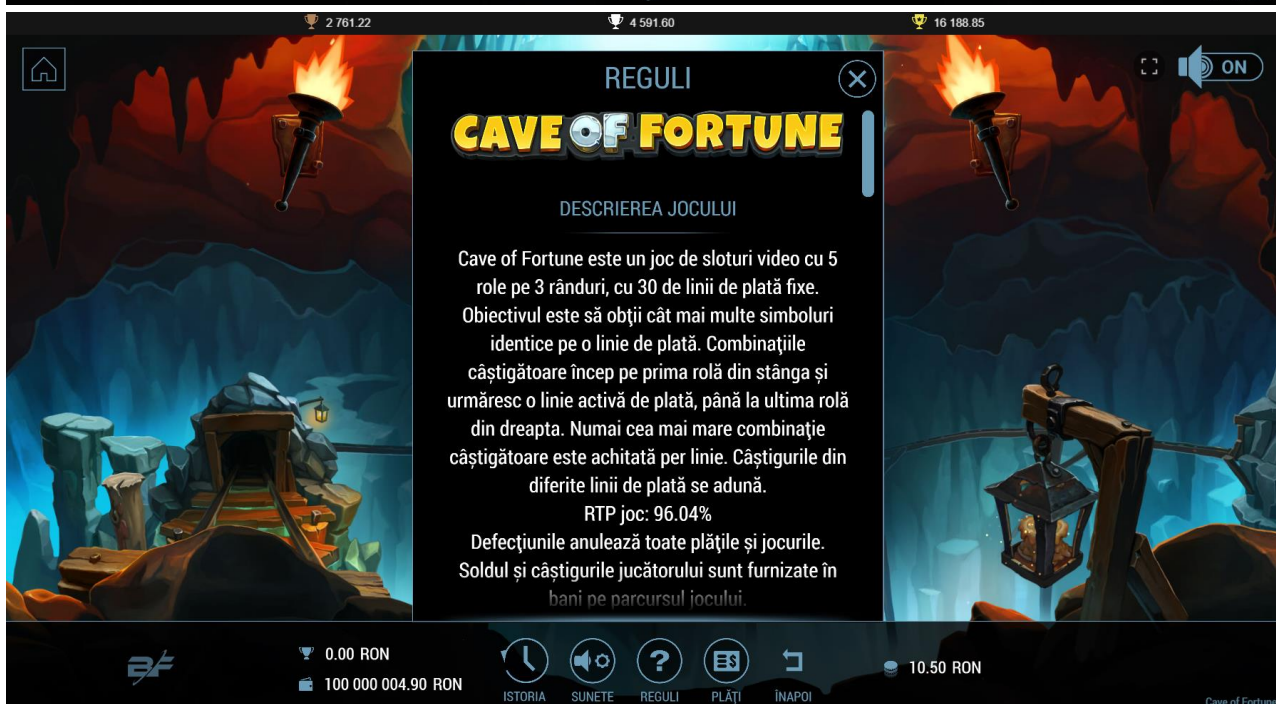 2 761.22
4 591.60
16 188.85
REGULI
ON
CAVE OF FORTUNE
DESCRIEREA JOCULUI
Cave of Fortune este un joc de sloturi video cu 5
role pe 3 rânduri, cu 30 de linii de plată fixe.
Obiectivul este să obţii cât mai multe simboluri
identice pe o linie de plată. Combinaţiile
câștigătoare încep pe prima rolă din stânga și
urmăresc o linie activă de plată, până la ultima rolă
din dreapta. Numai cea mai mare combinaţie
câștigătoare este achitată per linie. Câștigurile din
diferite linii de plată se adună.
RTP joc: 96.04%
Defecţiunile anulează toate plăţile și jocurile.
Soldul și câștigurile jucătorului sunt furnizate în
bani pe parcursul jocului.
BF
0.00 RON
100 000 004.90 RON
ISTORIA
SUNETE
REGULI
PLĂŢI
ÎNAPOI
10.50 RON
Cave of Fortune